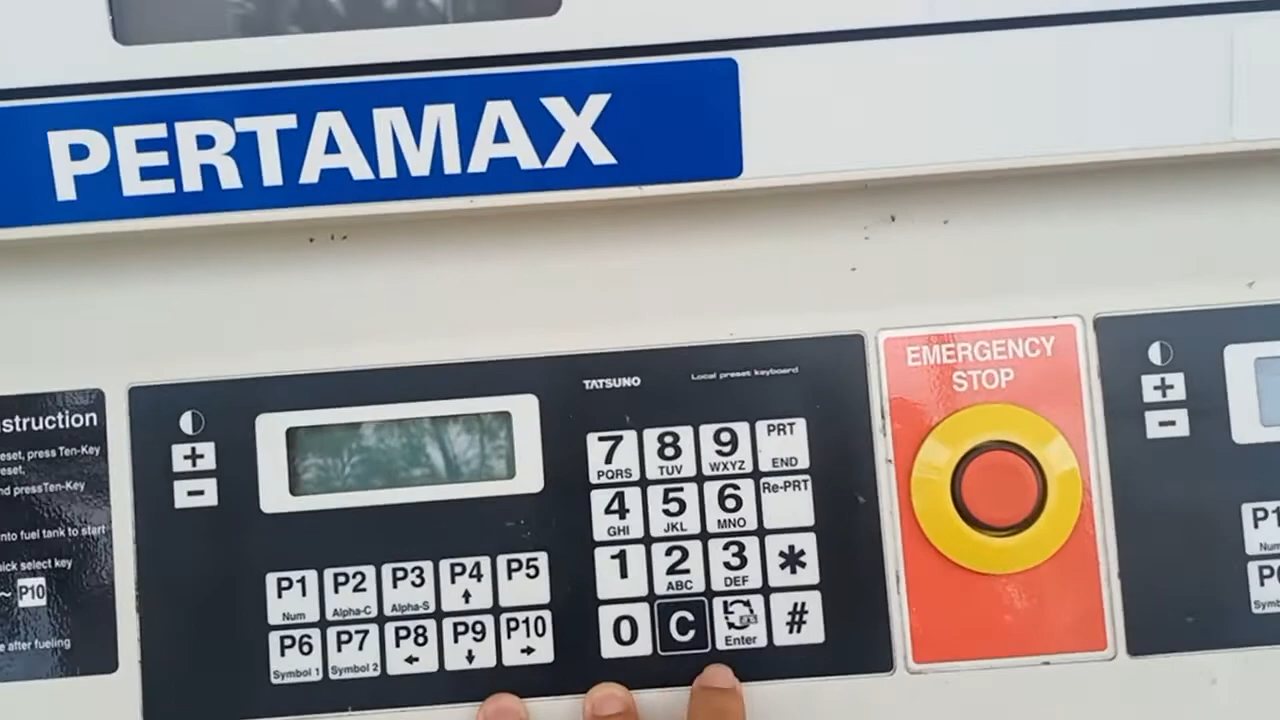 PERTAMAX
struction
eset, press Ten-Key
eset.
nd pressTen-Key
nto fuel tank to start
ick select key
~ P10
e after fueling
+
-
TATSUNO
Local preset keyboard
7 PQRS
8 TUV
9 WXYZ
PRT END
4 GHI
5 JKL
6 MNO
Re-PRT
1
2 ABC
3 DEF
*
0
C
Enter
#
P1 Num
P2 Alpha-C
P3 Alpha-S
P4
P5
P6 Symbol 1
P7 Symbol 2
P8
P9
P10
EMERGENCY
STOP
+
-
P1
Num
P6
Sym